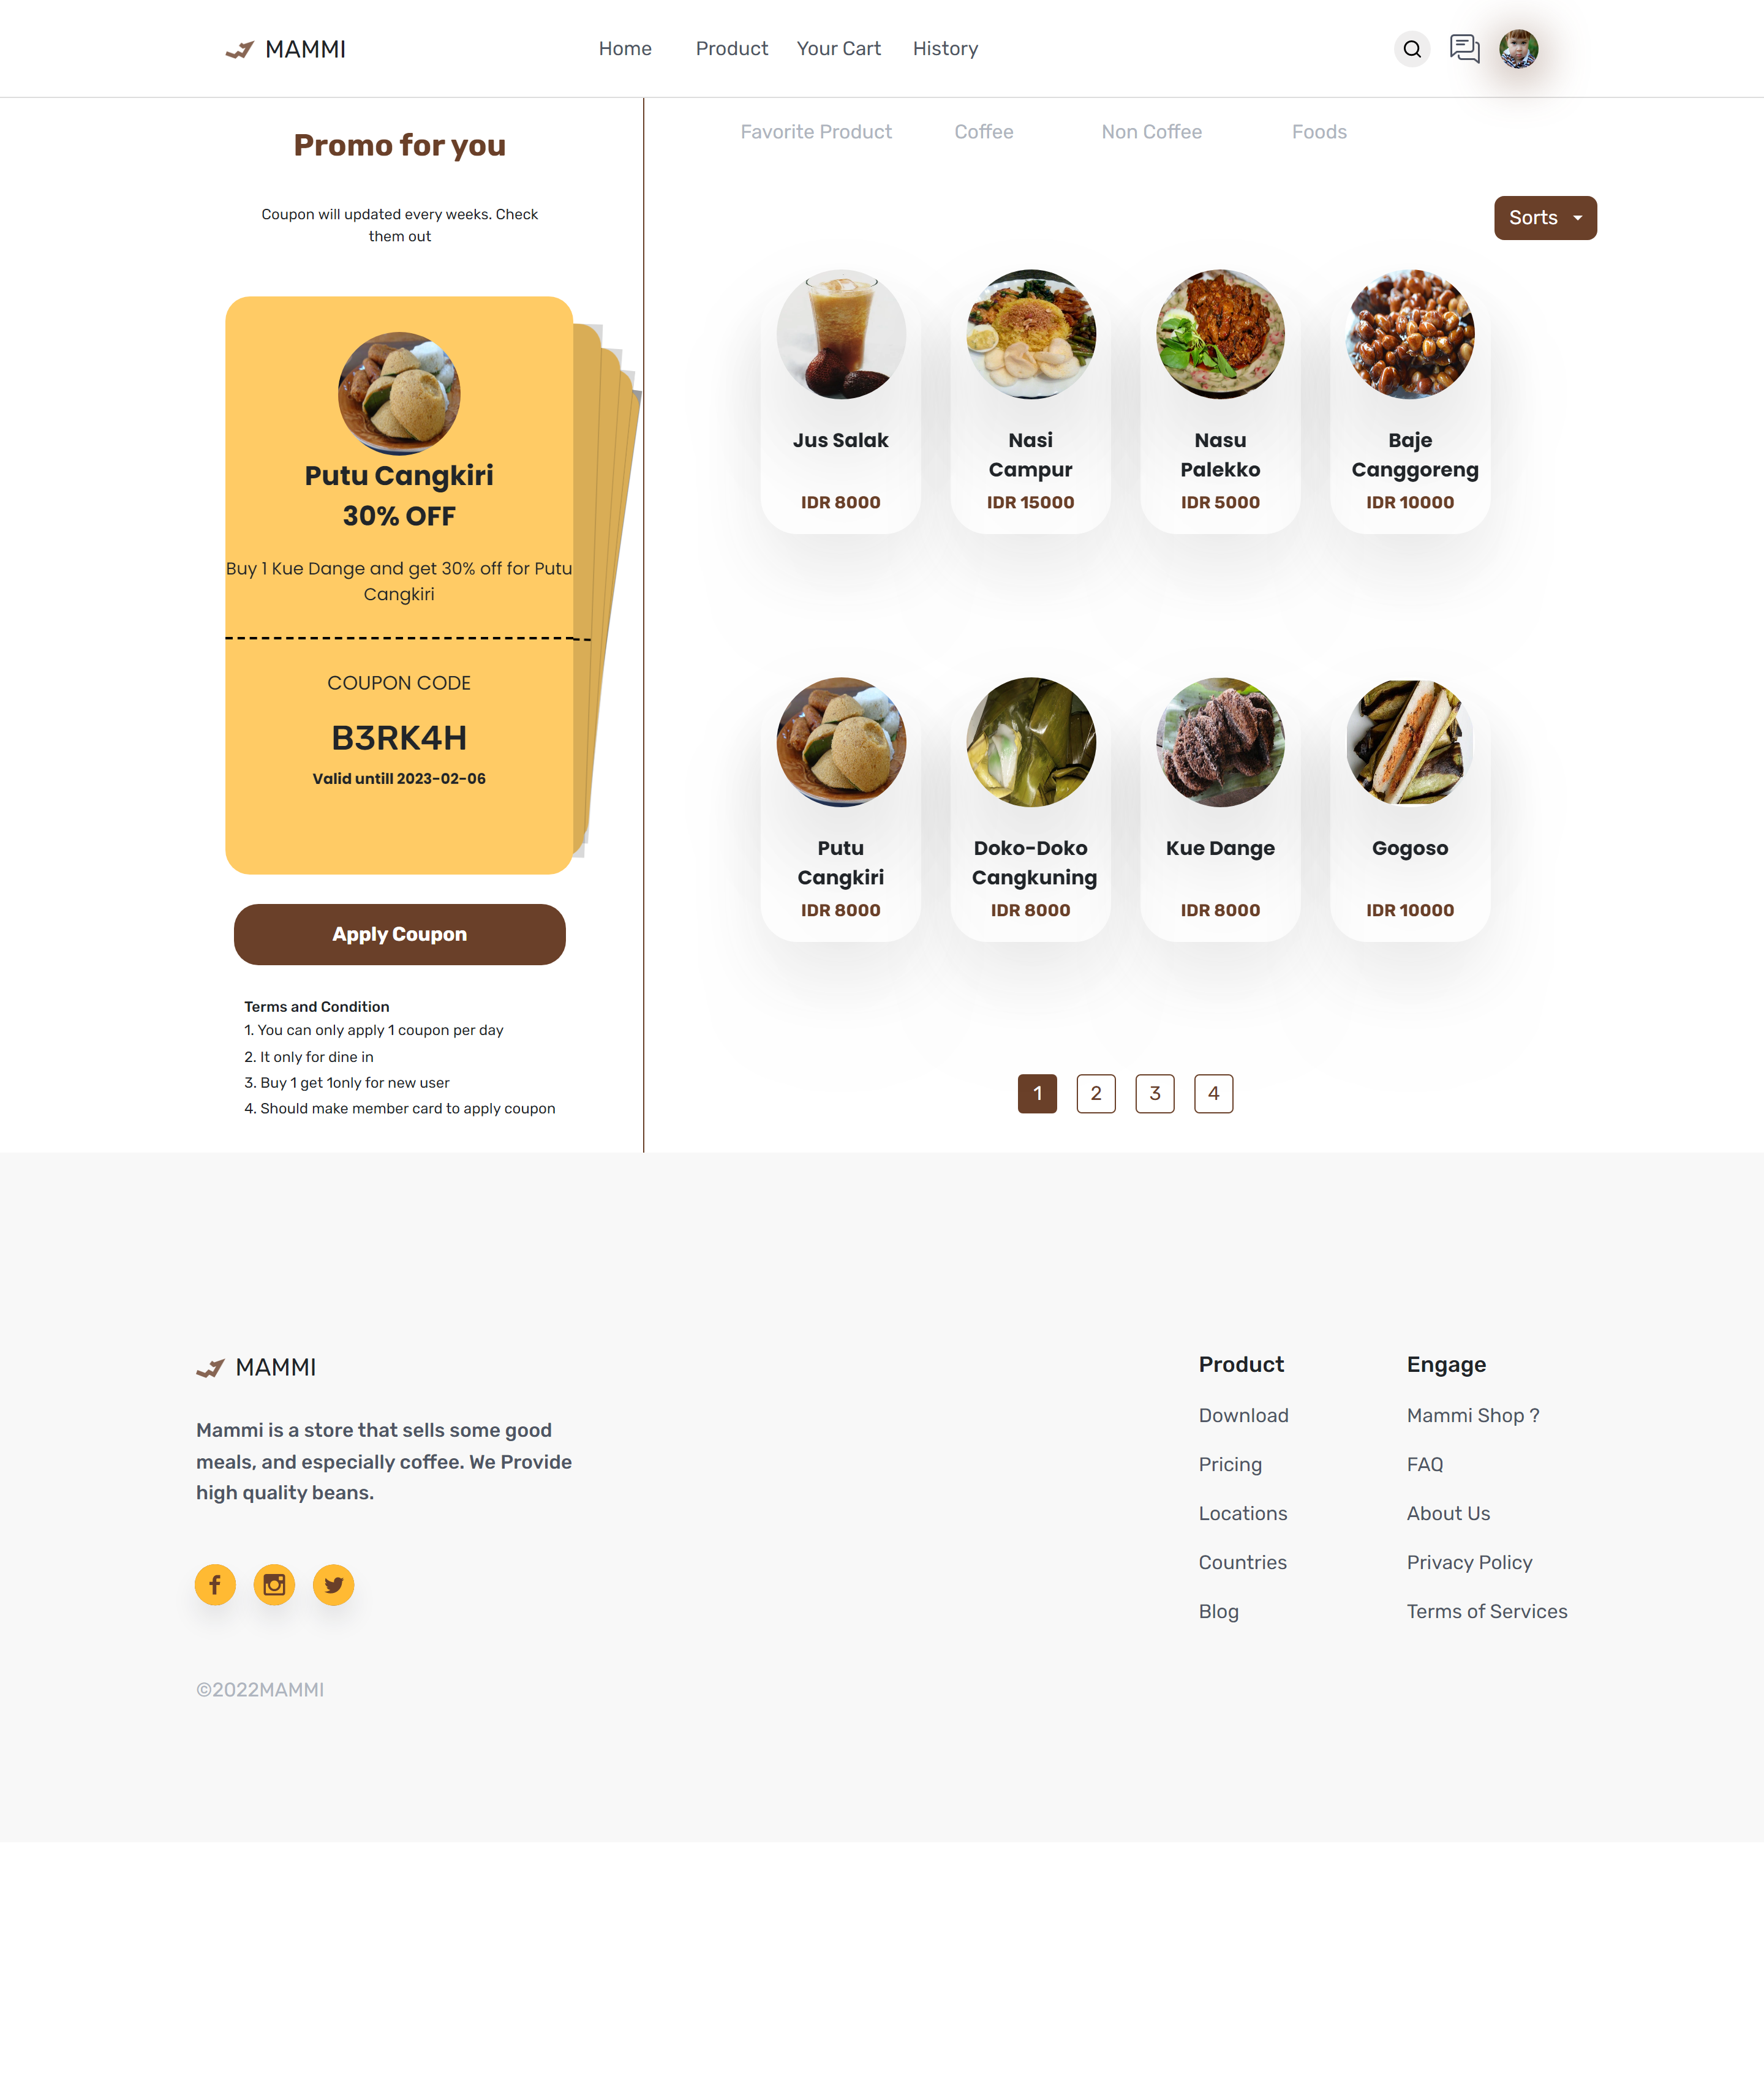 MAMMI
Home
Product
Your Cart
History
Promo for you
Coupon will updated every weeks. Check
them out
Putu Cangkiri
30% OFF
Buy 1 Kue Dange and get 30% off for Putu
Cangkiri
COUPON CODE
B3RK4H
Valid untill 2023-02-06
Apply Coupon
Terms and Condition
1. You can only apply 1 coupon per day
2. It only for dine in
3. Buy 1 get 1only for new user
4. Should make member card to apply coupon
Favorite Product
Coffee
Non Coffee
Foods
Sorts
Jus Salak
IDR 8000
Nasi
Campur
IDR 15000
Nasu
Palekko
IDR 5000
Baje
Canggoreng
IDR 10000
Putu
Cangkiri
IDR 8000
Doko-Doko
Cangkuning
IDR 8000
Kue Dange
IDR 8000
Gogoso
IDR 10000
1
2
3
4
MAMMI
Mammi is a store that sells some good
meals, and especially coffee. We Provide
high quality beans.
©2022MAMMI
Product
Download
Pricing
Locations
Countries
Blog
Engage
Mammi Shop ?
FAQ
About Us
Privacy Policy
Terms of Services